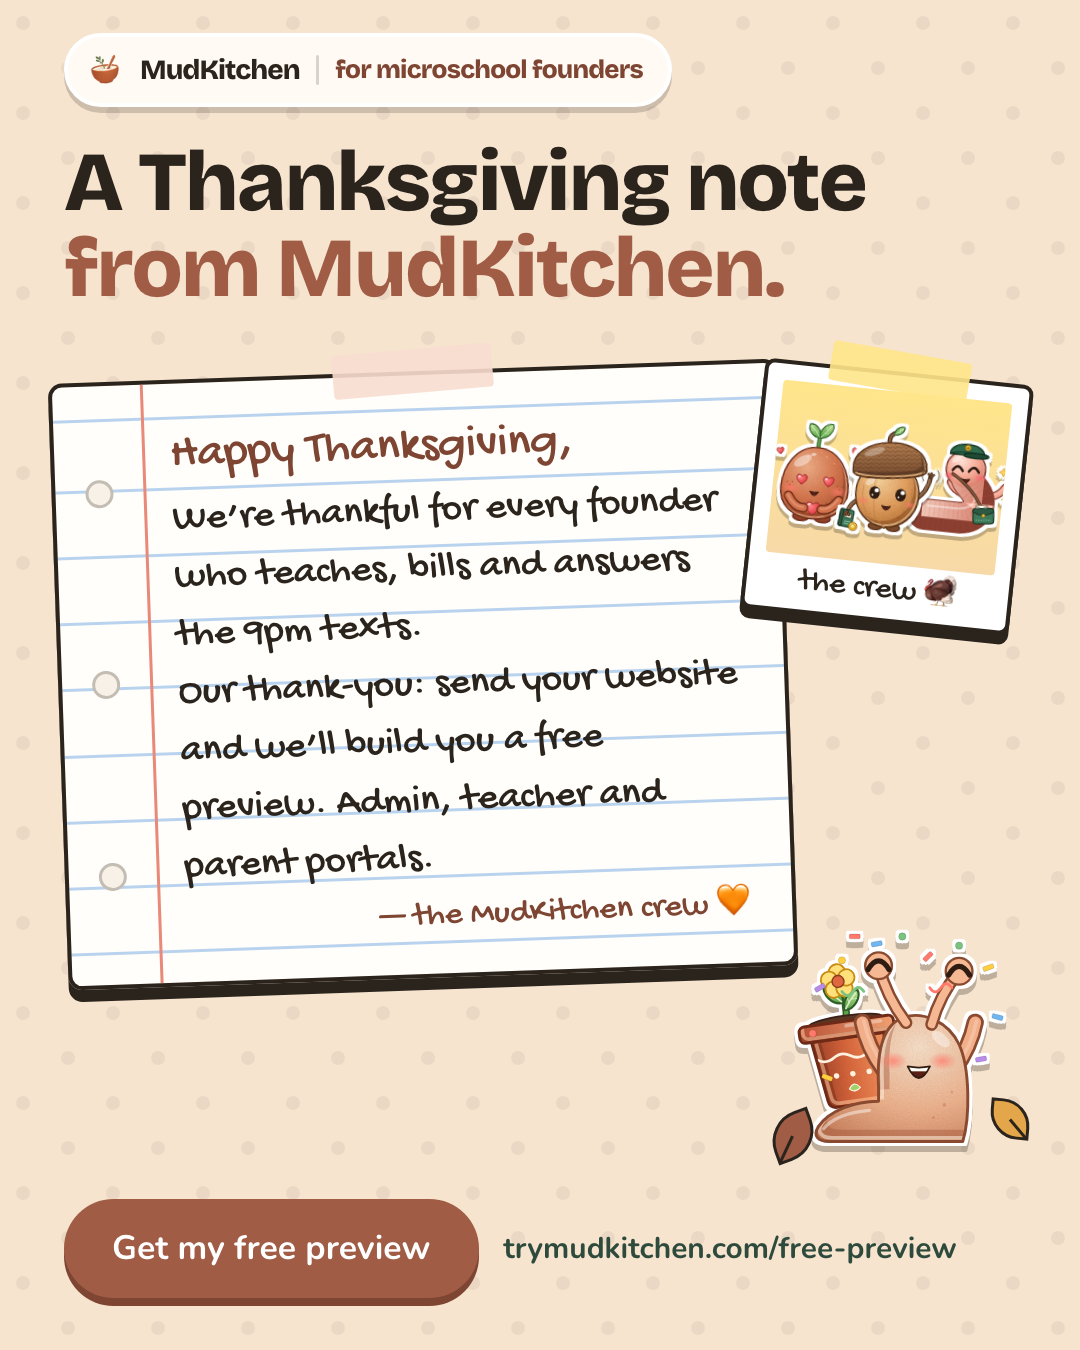 MudKitchen | for microschool founders
A Thanksgiving note
from MudKitchen.
Happy Thanksgiving,
We're thankful for every founder
who teaches, bills and answers
the 9pm texts.
Our thank-you: send your website
and we'll build you a free
preview. Admin, teacher and
parent portals.
— the MudKitchen crew 🧡
the crew 🦃
Get my free preview
trymudkitchen.com/free-preview